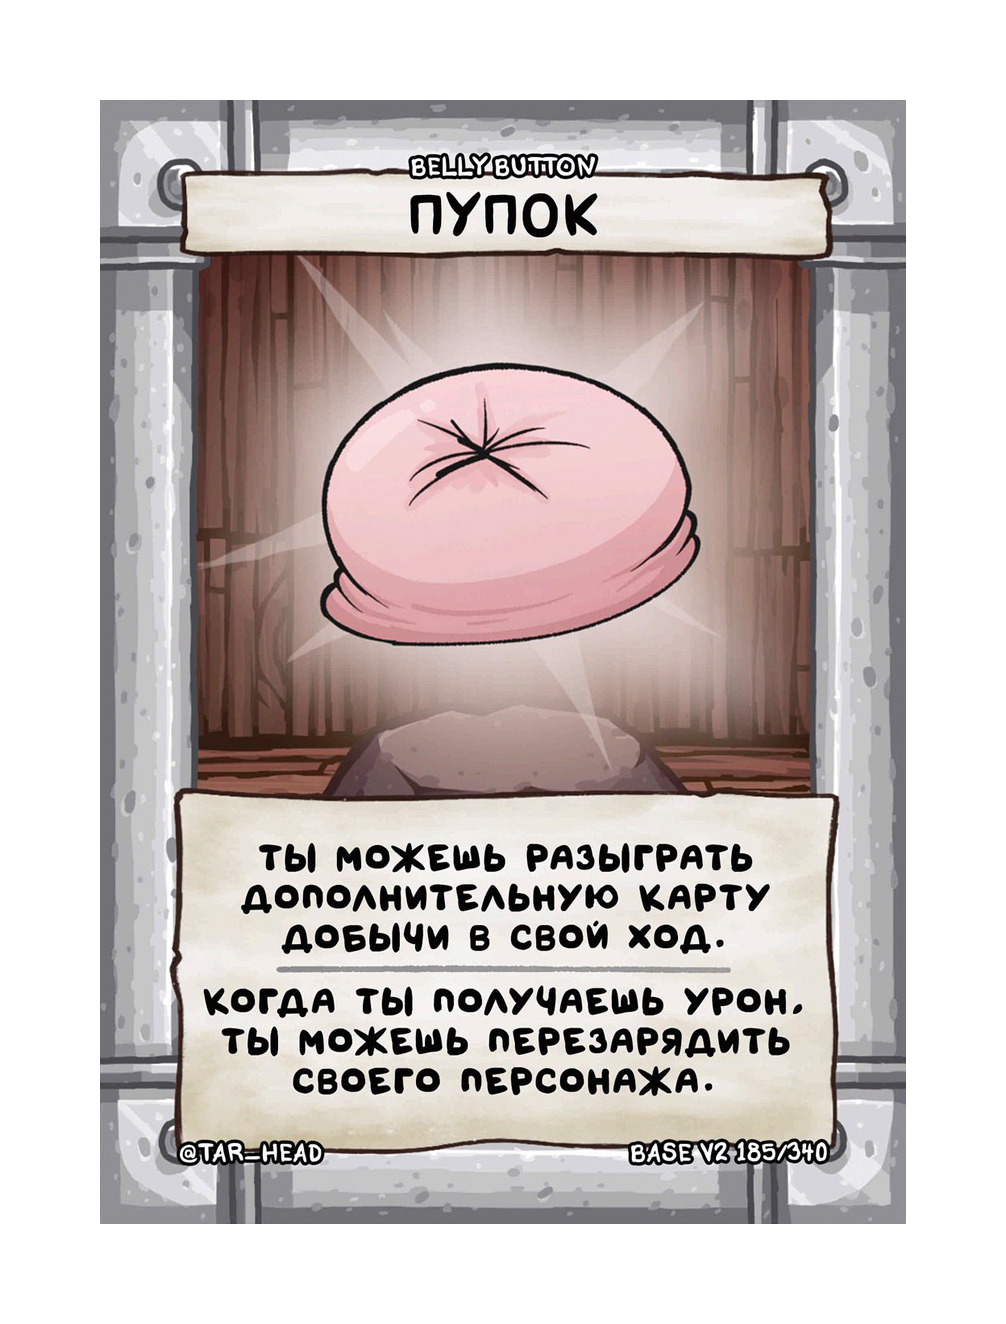 BELLY BUTTON
ПУПОК
ТЫ МОЖЕШЬ РАЗЫГРАТЬ
ДОПОЛНИТЕЛЬНУЮ КАРТУ
ДОБЫЧИ В СВОЙ ХОД.
КОГДА ТЫ ПОЛУЧАЕШЬ УРОН,
ТЫ МОЖЕШЬ ПЕРЕЗАРЯДИТЬ
СВОЕГО ПЕРСОНАЖА.
@TAR_HEAD
BASE V2 185/340